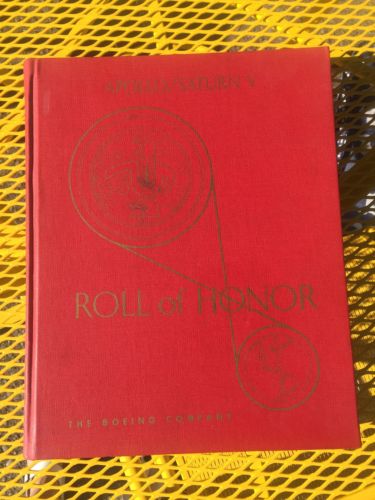 APOLLO/SATURN V
ROLL of HONOR
THE BOEING COMPANY